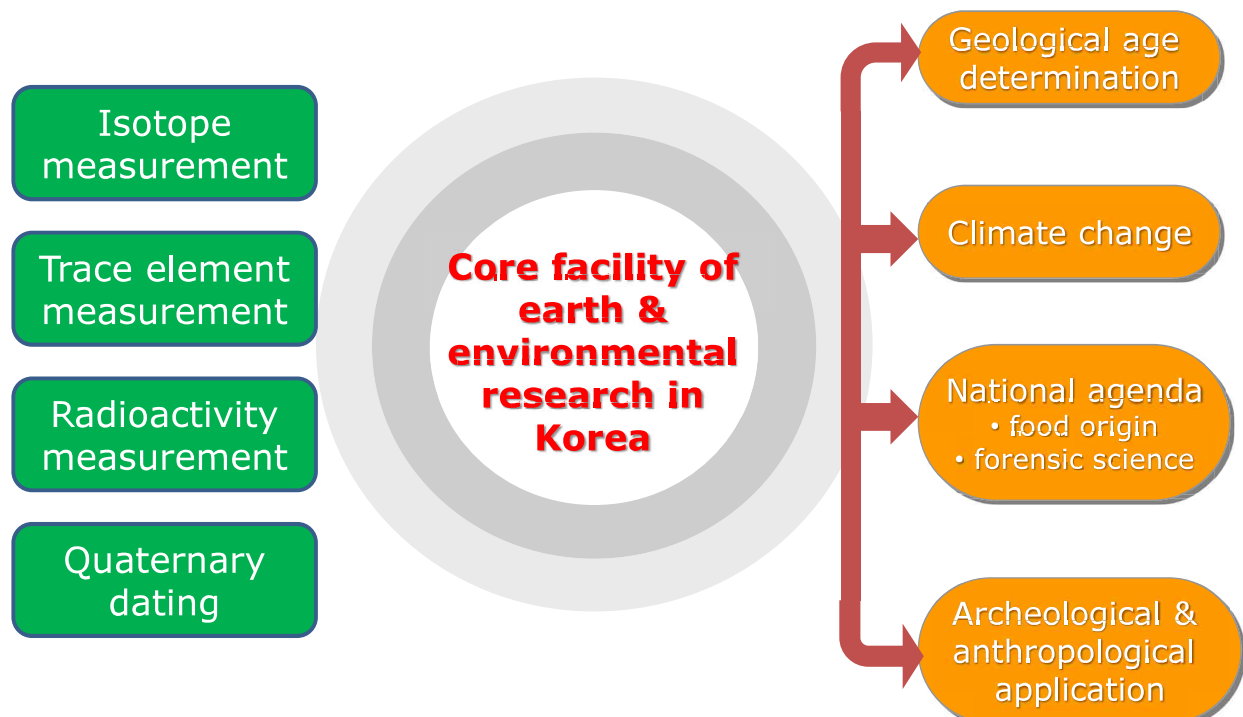 Isotope
measurement
Trace element
measurement
Radioactivity
measurement
Quaternary
dating
Core facility of
earth &
environmental
research in
Korea
Geological age
determination
Climate change
National agenda
• food origin
• forensic science
Archeological &
anthropological
application